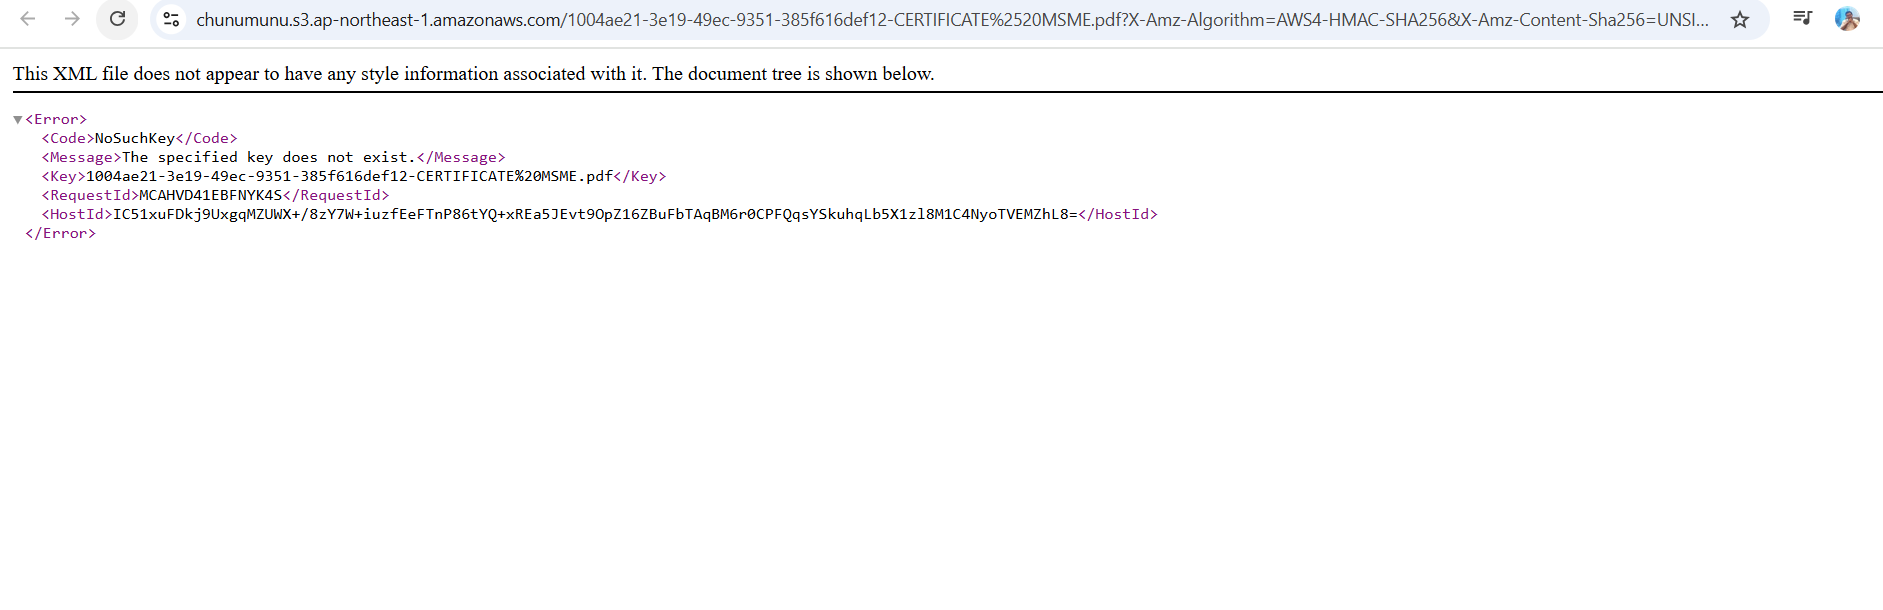 chunumunu.s3.ap-northeast-1.amazonaws.com/1004ae21-3e19-49ec-9351-385f616def12-CERTIFICATE%2520MSME.pdf?X-Amz-Algorithm=AWS4-HMAC-SHA256&X-Amz-Content-Sha256=UNSI...
This XML file does not appear to have any style information associated with it. The document tree is shown below.
<Error>
<Code>NoSuchKey</Code>
<Message>The specified key does not exist.</Message>
<Key>1004ae21-3e19-49ec-9351-385f616def12-CERTIFICATE%20MSME.pdf</Key>
<RequestId>MCAHVD41EBFNYK4S</RequestId>
<HostId>IC51xuFDkj9UxgqMZUWX+/8zY7W+iuzfEeFTnP86tYQ+xREa5JEvt9OpZ16ZBuFbTAqBM6r0CPFQqsYSkuhqLb5X1zl8M1C4NyoTVEMZhL8=</HostId>
</Error>